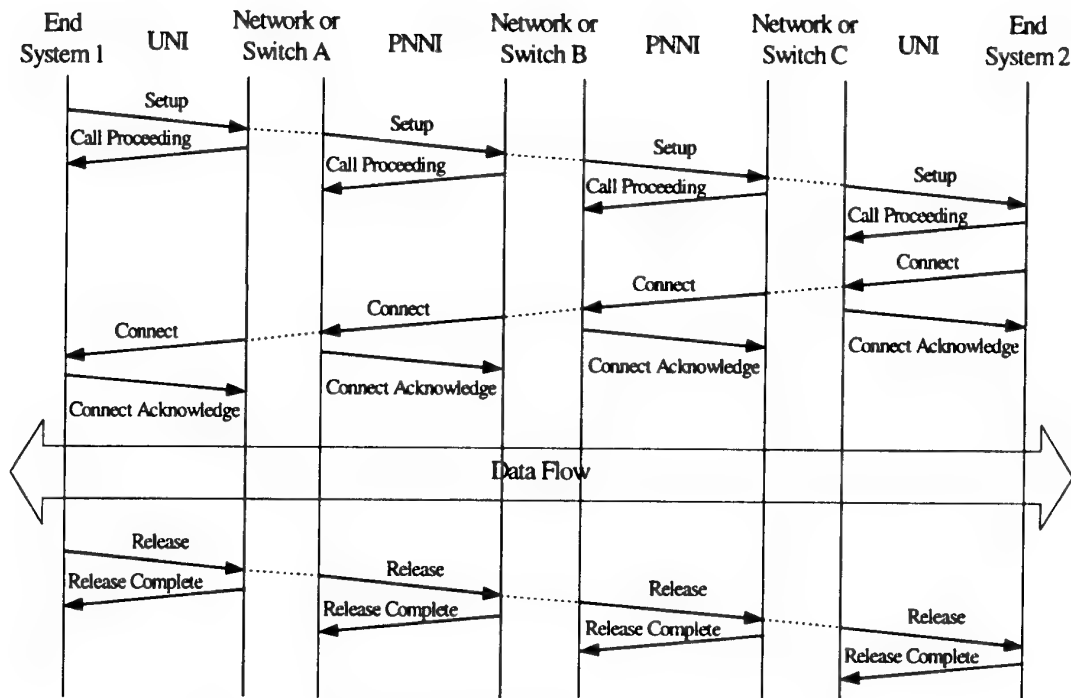 End
System 1
UNI
Network or
Switch A
PNNI
Network or
Switch B
PNNI
Network or
Switch C
UNI
End
System 2
Setup
Call Proceeding
Setup
Call Proceeding
Setup
Call Proceeding
Setup
Call Proceeding
Connect
Connect
Connect
Connect
Connect Acknowledge
Connect Acknowledge
Connect Acknowledge
Connect Acknowledge
Data Flow
Release
Release Complete
Release
Release Complete
Release
Release Complete
Release
Release Complete